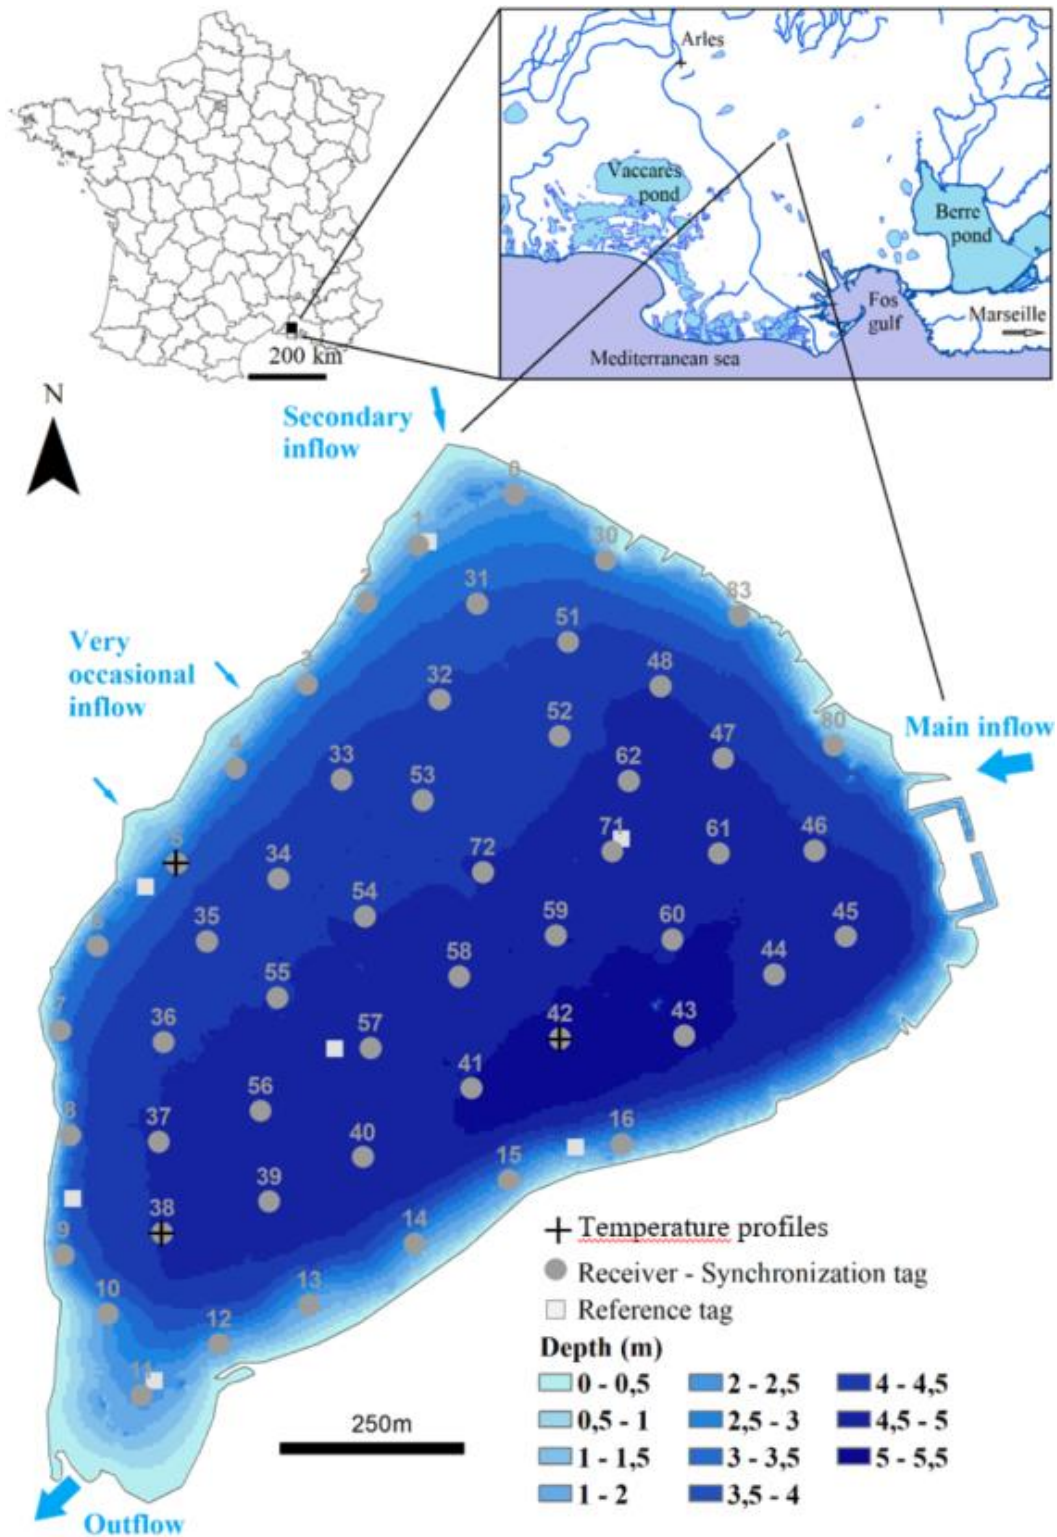 Arles
Vaccarès
pond
Berre
pond
Fos
gulf
Marseille
Mediterranean sea
200 km
N
Secondary
inflow
Very
occasional
inflow
Main inflow
8
1
30
2
31
83
51
3
32
48
52
80
4
33
47
53
62
5
34
72
71
61
46
54
6
35
59
60
45
58
44
55
7
36
57
42
43
41
56
8
37
40
16
15
39
38
9
14
10
13
12
11
Temperature profiles
Receiver - Synchronization tag
Reference tag
Depth (m)
0 - 0,5
0,5 - 1
1 - 1,5
1 - 2
2 - 2,5
2,5 - 3
3 - 3,5
3,5 - 4
4 - 4,5
4,5 - 5
5 - 5,5
250m
Outflow